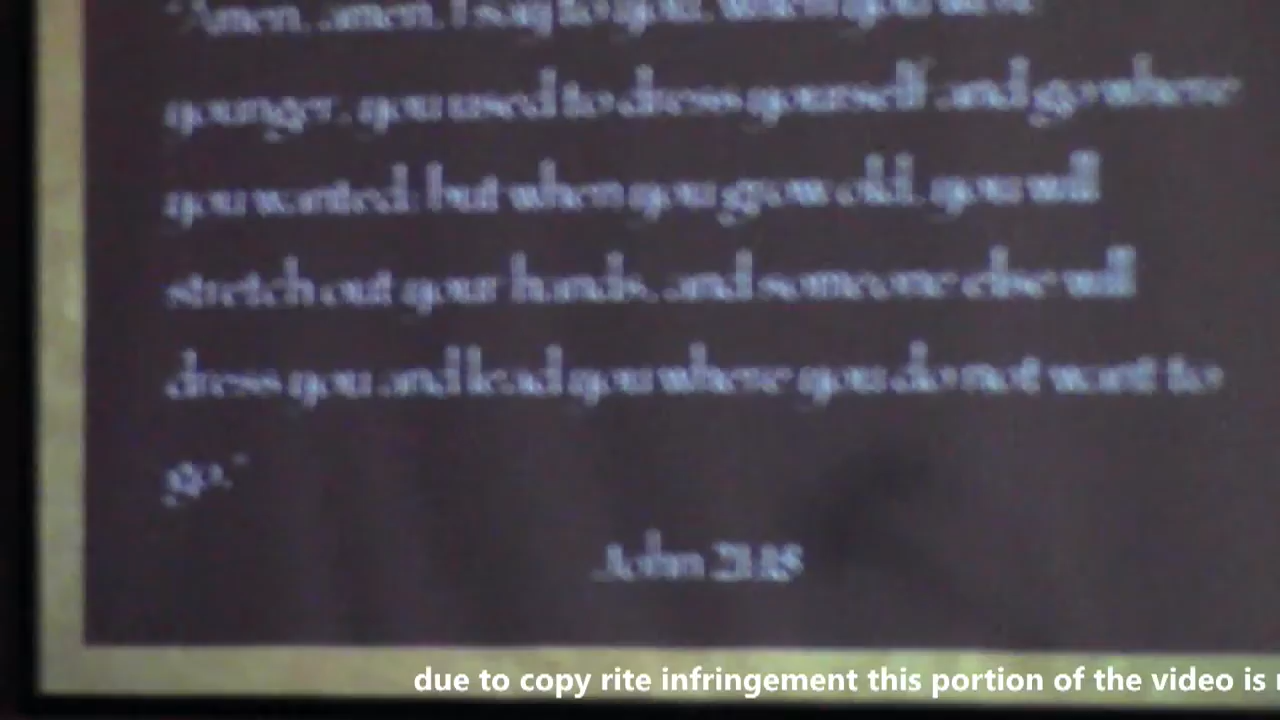 "Amen, amen, I say to you, when you were
younger, you used to dress yourself and go where
you wanted; but when you grow old, you will
stretch out your hands, and someone else will
dress you and lead you where you do not want to
go."
John 21:18
due to copy rite infringement this portion of the video is